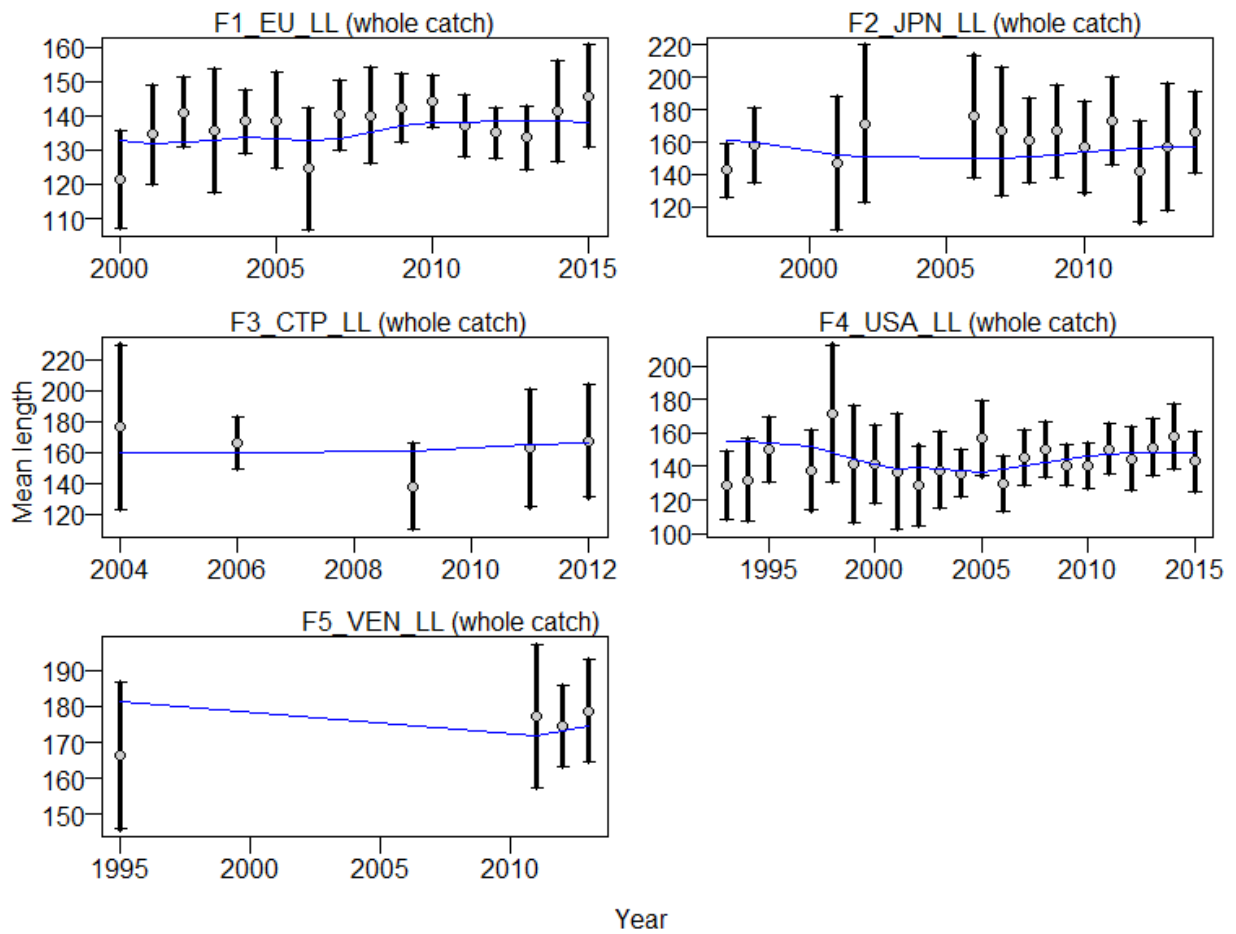 F1_EU_LL (whole catch)
160
150
140
130
120
110
2000 2005 2010 2015
F2_JPN_LL (whole catch)
220
200
180
160
140
120
2000 2005 2010
F3_CTP_LL (whole catch)
220
200
180
160
140
120
2004 2006 2008 2010 2012
F4_USA_LL (whole catch)
200
180
160
140
120
100
1995 2000 2005 2010 2015
F5_VEN_LL (whole catch)
190
180
170
160
150
1995 2000 2005 2010
Mean length
Year